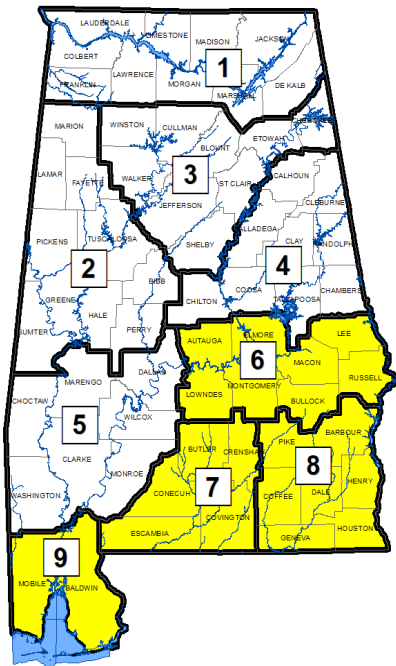 LAUDERDALE
LIMESTONE
MADISON
JACKSON
COLBERT
1
LAWRENCE
FRANKLIN
MORGAN
MARSHALL
DE KALB
MARION
WINSTON
CULLMAN
CHEROKEE
ETOWAH
BLOUNT
LAMAR
FAYETTE
WALKER
3
ST CLAIR
CALHOUN
JEFFERSON
CLEBURNE
PICKENS
TUSCALOOSA
SHELBY
TALLADEGA
CLAY
RANDOLPH
2
4
BIBB
GREENE
HALE
CHILTON
COOSA
TALLAPOOSA
CHAMBERS
SUMTER
PERRY
AUTAUGA
ELMORE
LEE
6
MACON
DALLAS
MARENGO
RUSSELL
CHOCTAW
LOWNDES
MONTGOMERY
BULLOCK
5
WILCOX
BARBOUR
PIKE
BUTLER
CRENSHAW
CLARKE
MONROE
7
8
HENRY
WASHINGTON
CONECUH
COFFEE
DALE
COVINGTON
ESCAMBIA
HOUSTON
GENEVA
9
MOBILE
BALDWIN